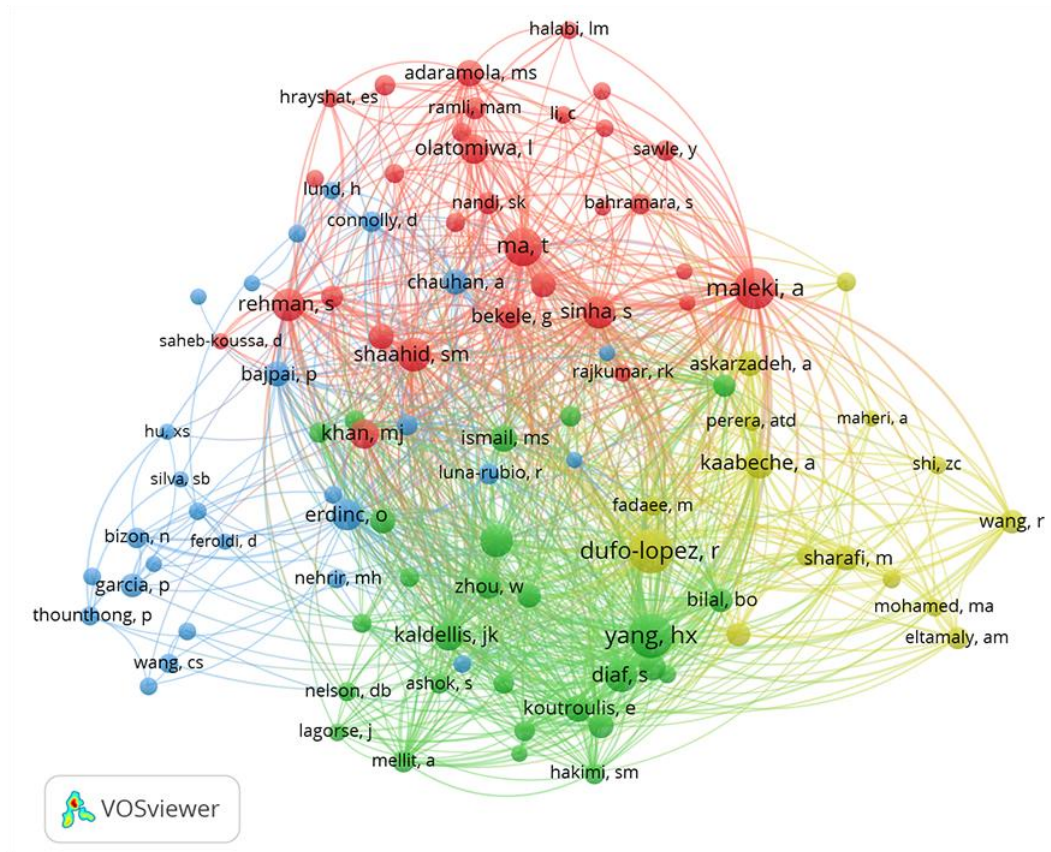 halabi, lm
adaramola, ms
hrayshat, es
ramli, mam
li, c
olatomiwa, l
sawle, y
lund, h
nandi, sk
bahramara, s
connolly, d
ma, t
chauhan, a
maleki, a
rehman, s
bekele, g
sinha, s
saheb-koussa, d
shaahid, sm
bajpai, p
rajkumar, rk
askarzadeh, a
hu, xs
khan, mj
ismail, ms
perera, atd
maheri, a
silva, sb
luna-rubio, r
kaabeche, a
shi, zc
fadaee, m
erdinc, o
wang, r
bizon, n
feroldi, d
dufo-lopez, r
sharafi, m
garcia, p
nehrir, mh
zhou, w
bilal, bo
mohamed, ma
thounthong, p
kaldellis, jk
yang, hx
eltamaly, am
wang, cs
ashok, s
diaf, s
nelson, db
koutroulis, e
lagorse, j
mellit, a
hakimi, sm
VOSviewer